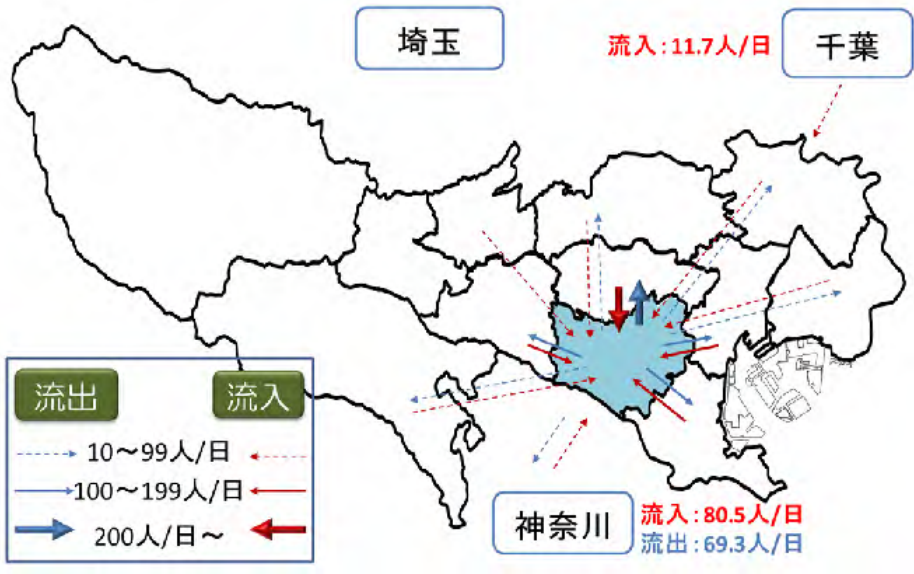 埼玉
流入:11.7人/日
千葉
流出 流入
10～99人/日
100～199人/日
200人/日～
神奈川
流入:80.5人/日
流出:69.3人/日